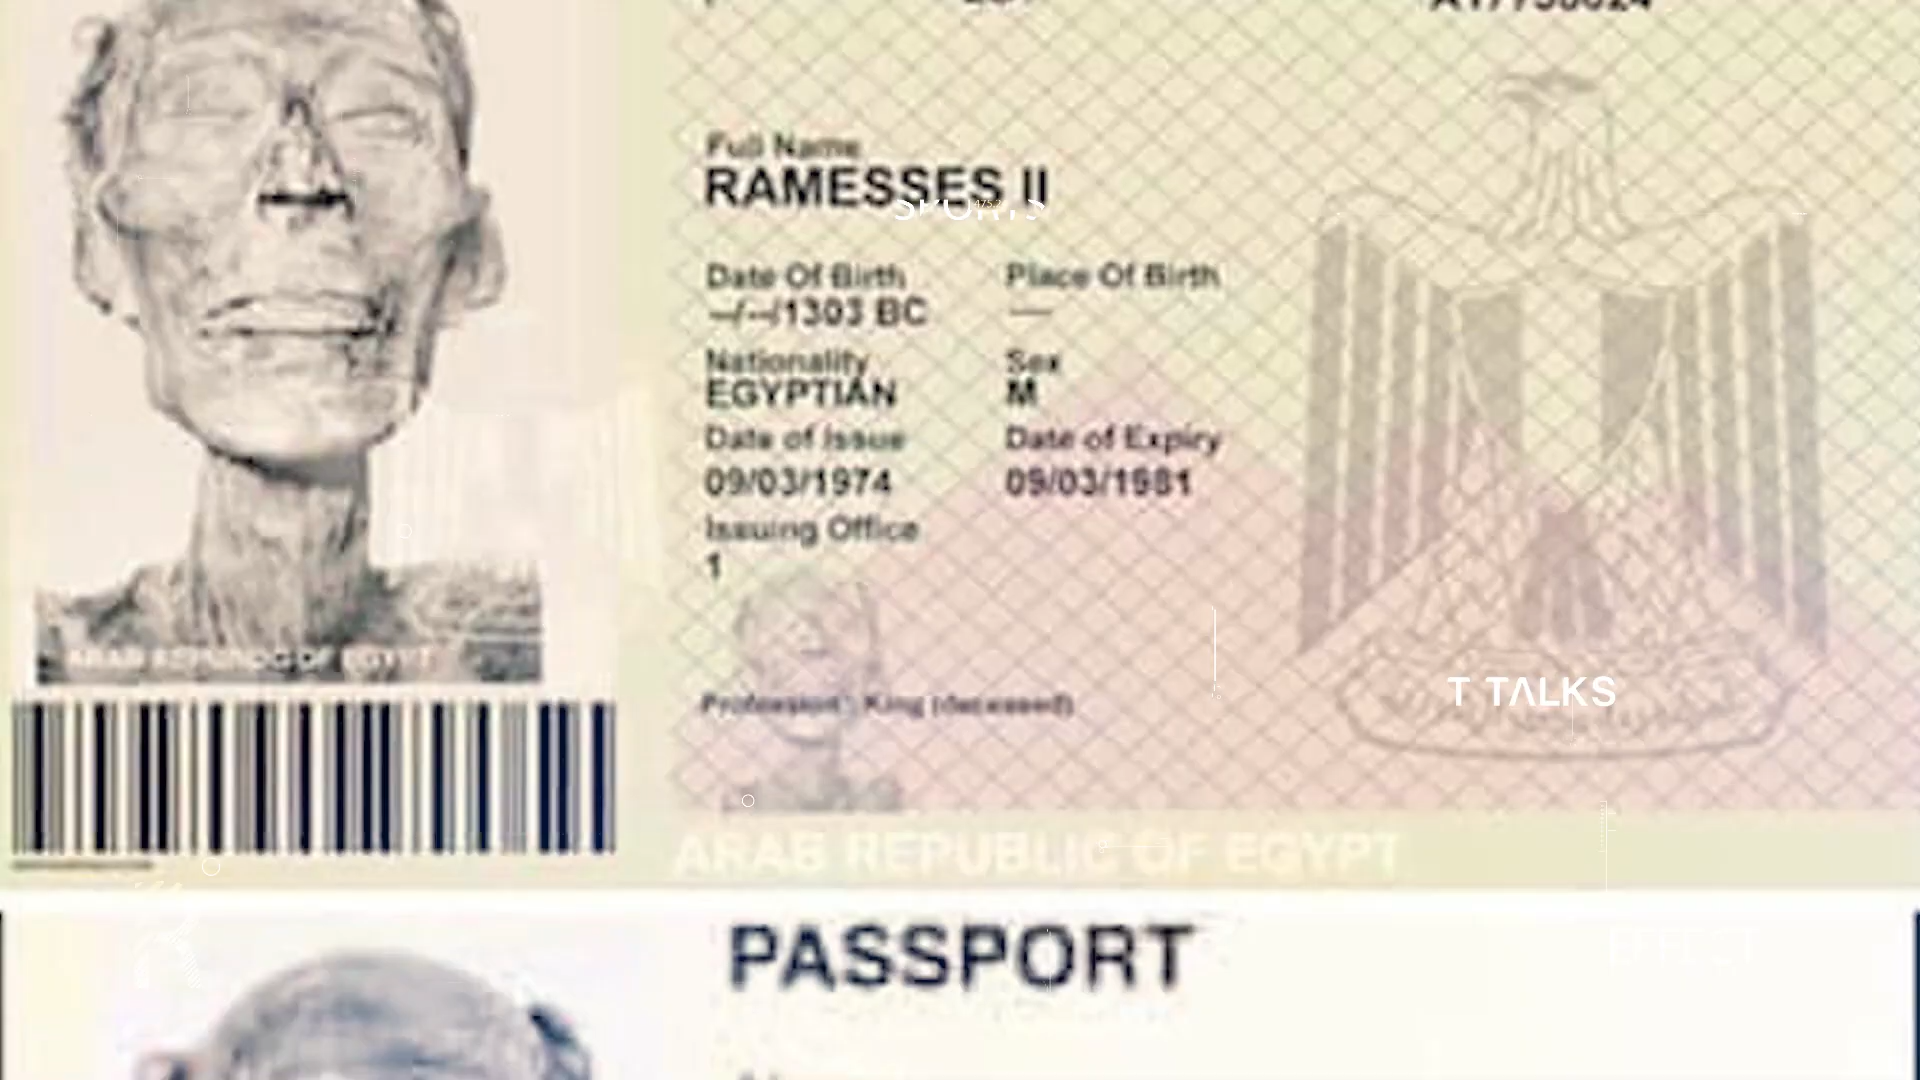 Full Name
RAMESSES II
SPORTS
Date Of Birth
Place Of Birth
--/--/1303 BC
---
Nationality
Sex
EGYPTIAN
M
Date of Issue
Date of Expiry
09/03/1974
09/03/1981
Issuing Office
1
ARAB REPUBLIC OF EGYPT
T TALKS
Profession: King (deceased)
ARAB REPUBLIC OF EGYPT
PASSPORT